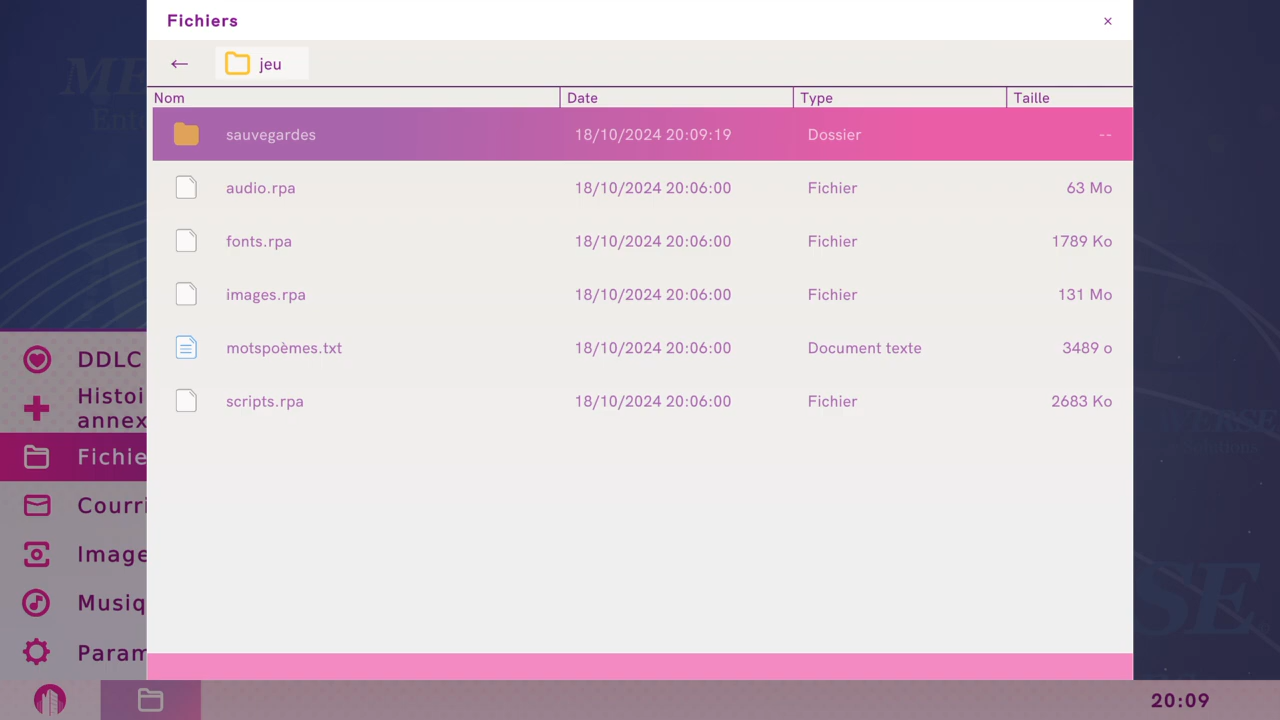 Fichiers
×
← jeu
Nom Date Type Taille
sauvegardes 18/10/2024 20:09:19 Dossier --
audio.rpa 18/10/2024 20:06:00 Fichier 63 Mo
fonts.rpa 18/10/2024 20:06:00 Fichier 1789 Ko
images.rpa 18/10/2024 20:06:00 Fichier 131 Mo
motspoèmes.txt 18/10/2024 20:06:00 Document texte 3489 o
scripts.rpa 18/10/2024 20:06:00 Fichier 2683 Ko
DDLC
Histoi
annex
Fichie
Courri
Image
Musiq
Param
Solutions
20:09